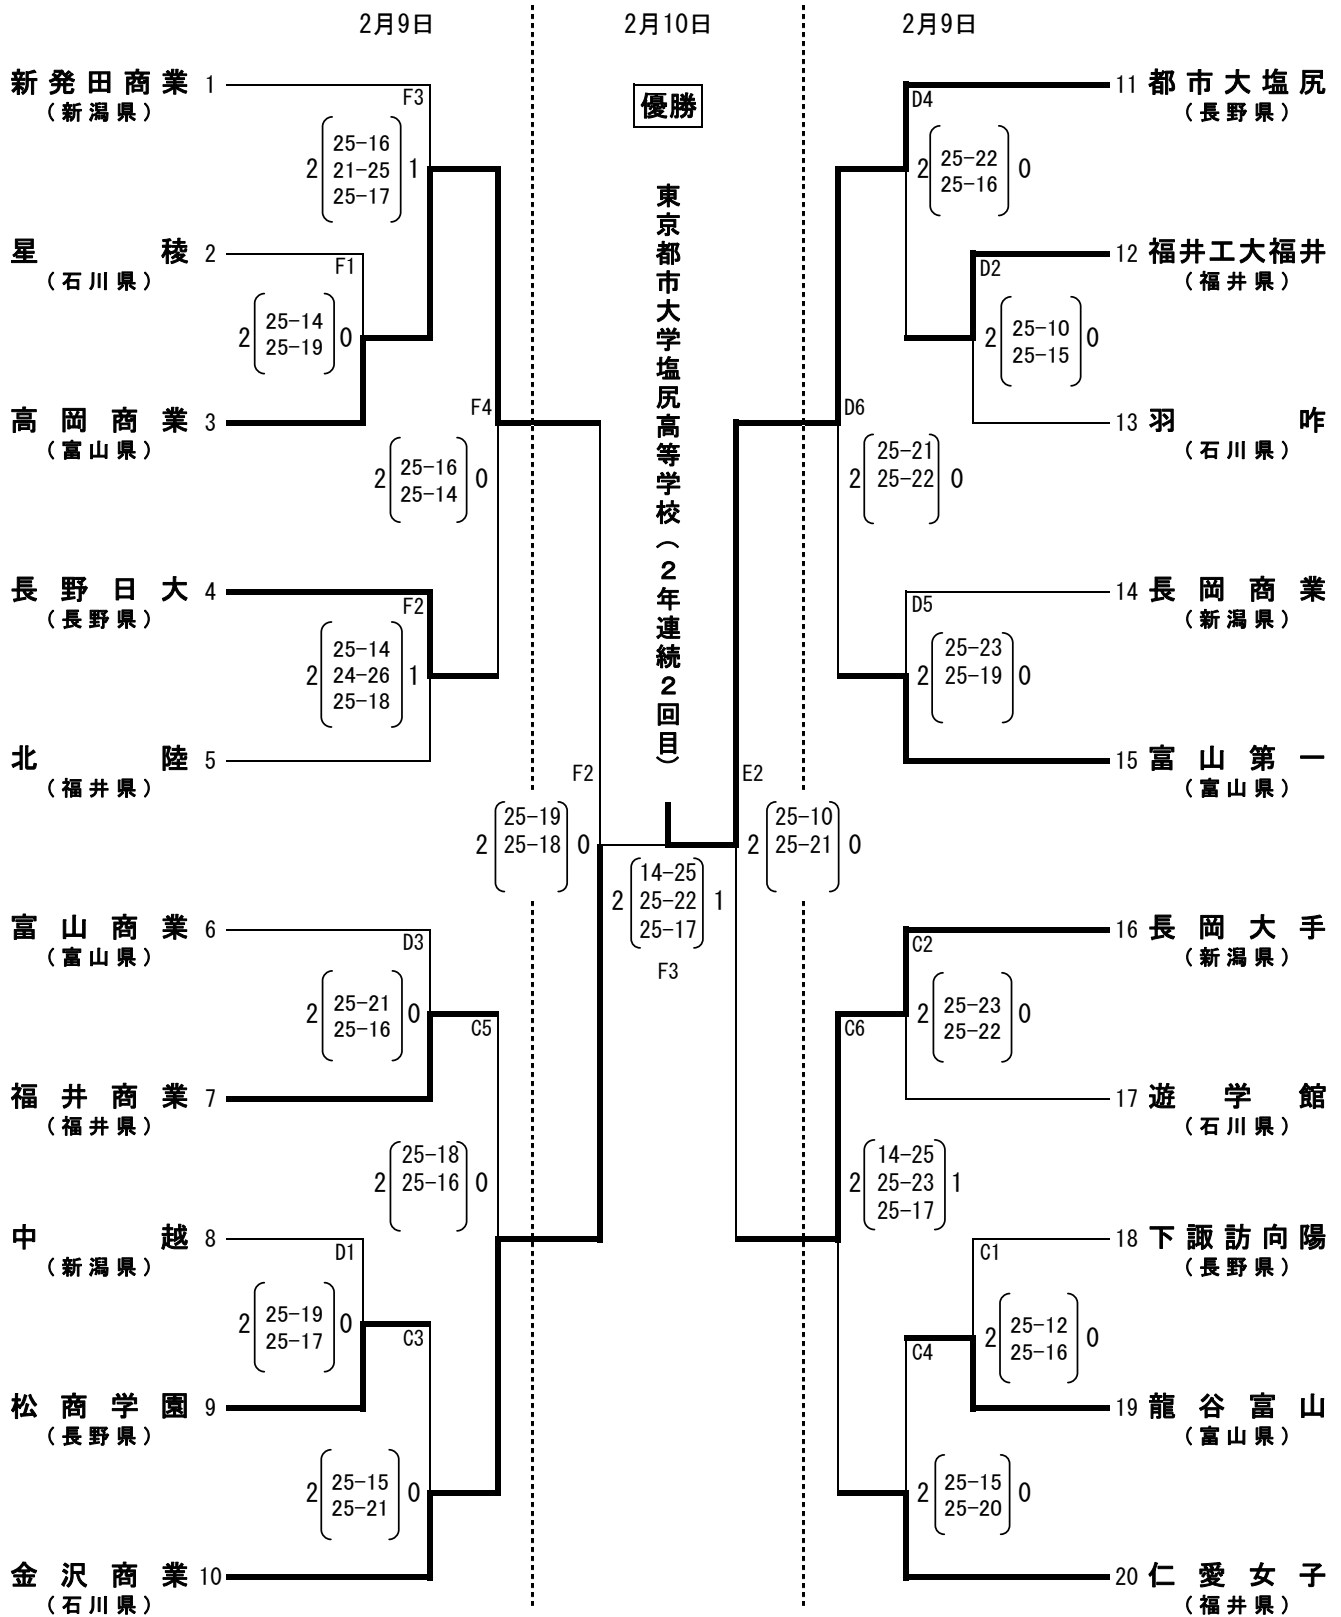 2月9日
2月10日
2月9日
優勝
東京都市大学塩尻高等学校(2年連続2回目)
新発田商業 1
(新潟県)
F3
2 25-16 1
21-25
25-17
星稜 2
(石川県)
F1
2 25-14 0
25-19
高岡商業 3
(富山県)
F4
2 25-16 0
25-14
長野日大 4
(長野県)
F2
2 25-14 1
24-26
25-18
北陸 5
(福井県)
F2
2 25-19 0
25-18
富山商業 6
(富山県)
D3
2 25-21 0
25-16
C5
福井商業 7
(福井県)
2 25-18 0
25-16
中越 8
(新潟県)
D1
2 25-19 0
25-17
C3
松商学園 9
(長野県)
2 25-15 0
25-21
金沢商業 10
(石川県)
2 14-25 1
25-22
25-17
F3
11 都市大塩尻
(長野県)
D4
2 25-22 0
25-16
12 福井工大福井
(福井県)
D2
2 25-10 0
25-15
D6
13 羽咋
(石川県)
2 25-21 0
25-22
14 長岡商業
(新潟県)
D5
2 25-23 0
25-19
15 富山第一
(富山県)
E2
2 25-10 0
25-21
16 長岡大手
(新潟県)
C2
2 25-23 0
25-22
C6
17 遊学館
(石川県)
2 14-25 1
25-23
25-17
18 下諏訪向陽
(長野県)
C1
2 25-12 0
25-16
C4
19 龍谷富山
(富山県)
2 25-15 0
25-20
20 仁愛女子
(福井県)